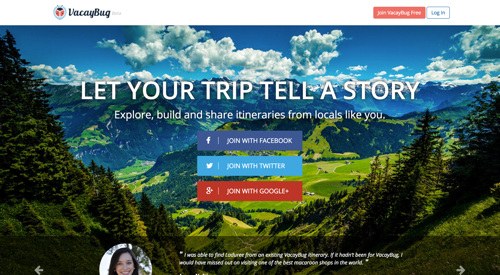 VacayBug Beta
Join VacayBug Free
Log in
LET YOUR TRIP TELL A STORY
Explore, build and share itineraries from locals like you.
f JOIN WITH FACEBOOK
JOIN WITH TWITTER
g+ JOIN WITH GOOGLE+
" I was able to find Laduree from an existing VacayBug itinerary. If it hadn't been for VacayBug, I
would have missed out on visiting one of the best macaroon shops in the world. "